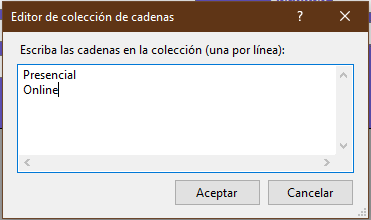 Editor de colección de cadenas
Escriba las cadenas en la colección (una por línea):
Presencial
Online
Aceptar
Cancelar